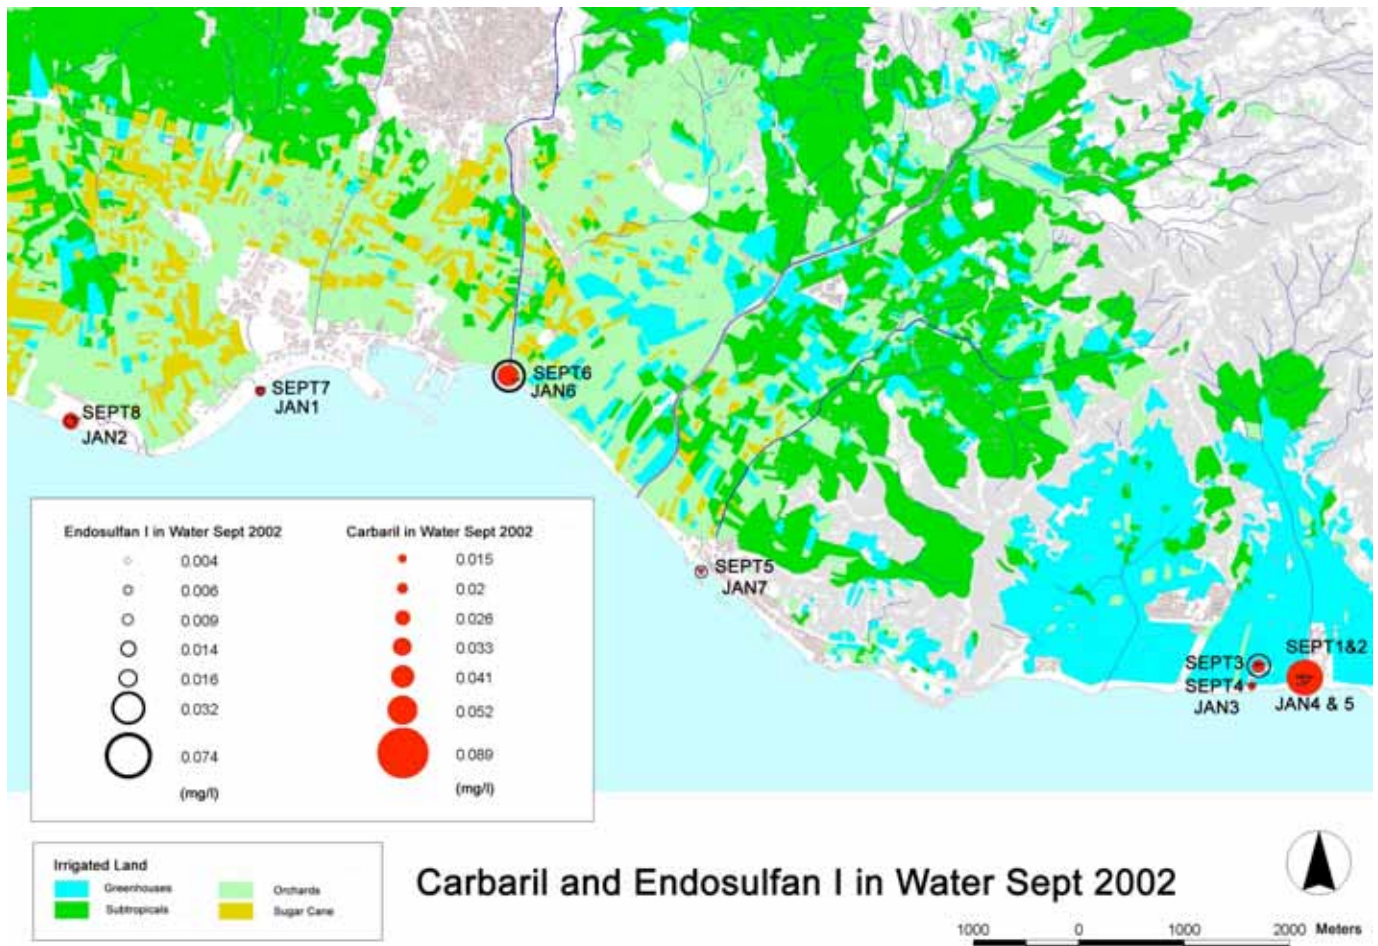 SEPT6
JAN6
SEPT7
JAN1
SEPT8
JAN2
SEPT5
JAN7
SEPT1&2
SEPT3
SEPT4
JAN3
JAN4 & 5
Endosulfan I in Water Sept 2002
0.004
0.006
0.009
0.014
0.016
0.032
0.074
(mg/l)
Carbaril in Water Sept 2002
0.015
0.02
0.026
0.033
0.041
0.052
0.089
(mg/l)
Irrigated Land
Greenhouses
Orchards
Subtropicals
Sugar Cane
Carbaril and Endosulfan I in Water Sept 2002
1000 0 1000 2000 Meters